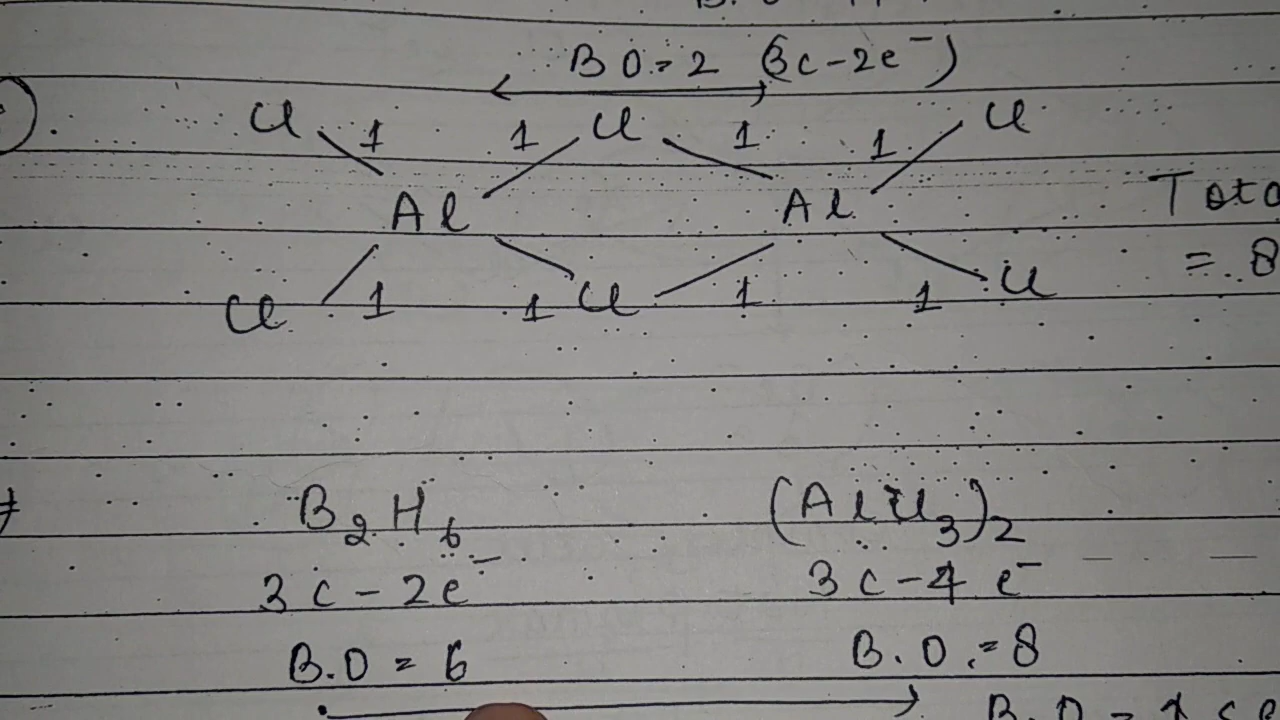 B O = 2 (3c-2e⁻)
Cl 1 1 Cl 1 1 Cl
Al Al
= 8
Cl 1 1 Cl 1 1 Cl
B₂H₆ (AlCl₃)₂
3c-2e⁻ 3c-4e⁻
B.O = 6 B.O. = 8